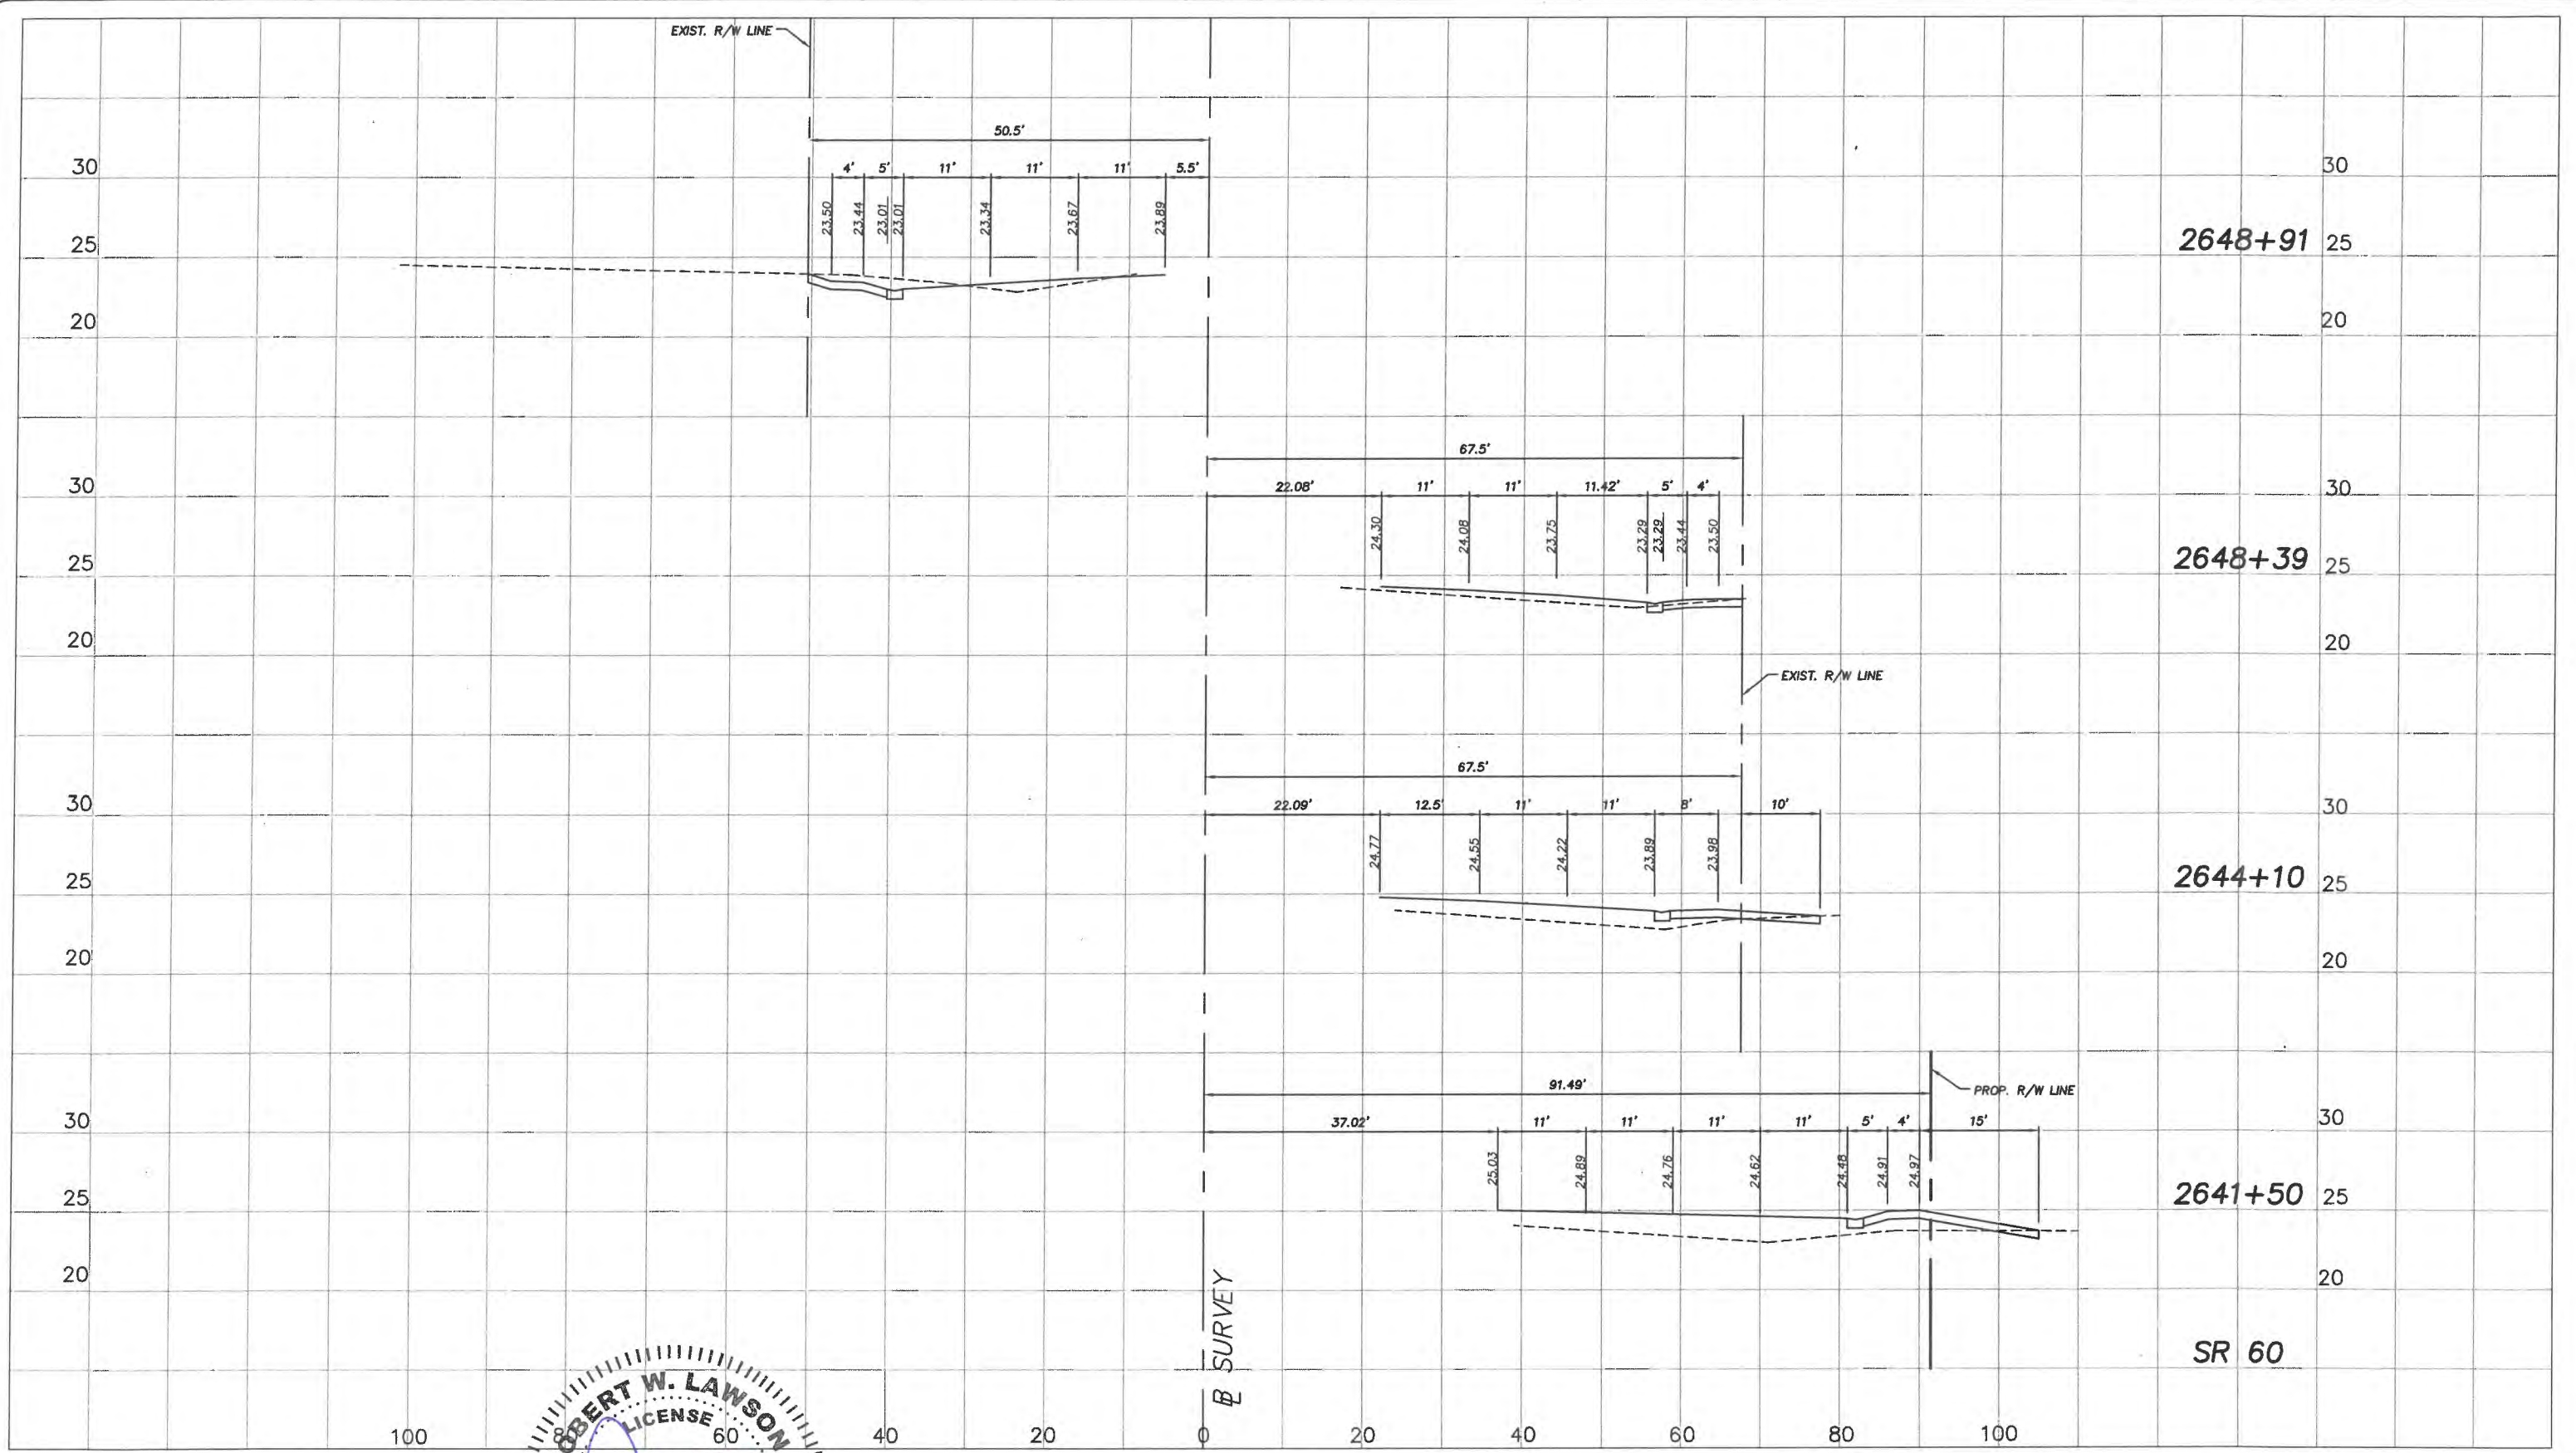 EXIST. R/W LINE
50.5'
4' 5' 11' 11' 11' 5.5'
30 30
23.50 23.44 23.01 23.01 23.34 23.67 23.89
25 2648+91 25
20 20
67.5'
22.08' 11' 11' 11.42' 5' 4'
30 30
24.30 24.08 23.75 23.29 23.29 23.44 23.50
25 2648+39 25
20 20
EXIST. R/W LINE
67.5'
22.09' 12.5' 11' 11' 8' 10'
30 30
24.77 24.55 24.22 23.89 23.98
25 2644+10 25
20 20
91.49'
PROP. R/W LINE
37.02' 11' 11' 11' 11' 5' 4' 15'
30 30
25.03 24.89 24.76 24.62 24.48 24.91 24.97
25 2641+50 25
20 20
BL SURVEY
SR 60
OBERT W. LAWSON
LICENSE
100 8 60 40 20 0 20 40 60 80 100